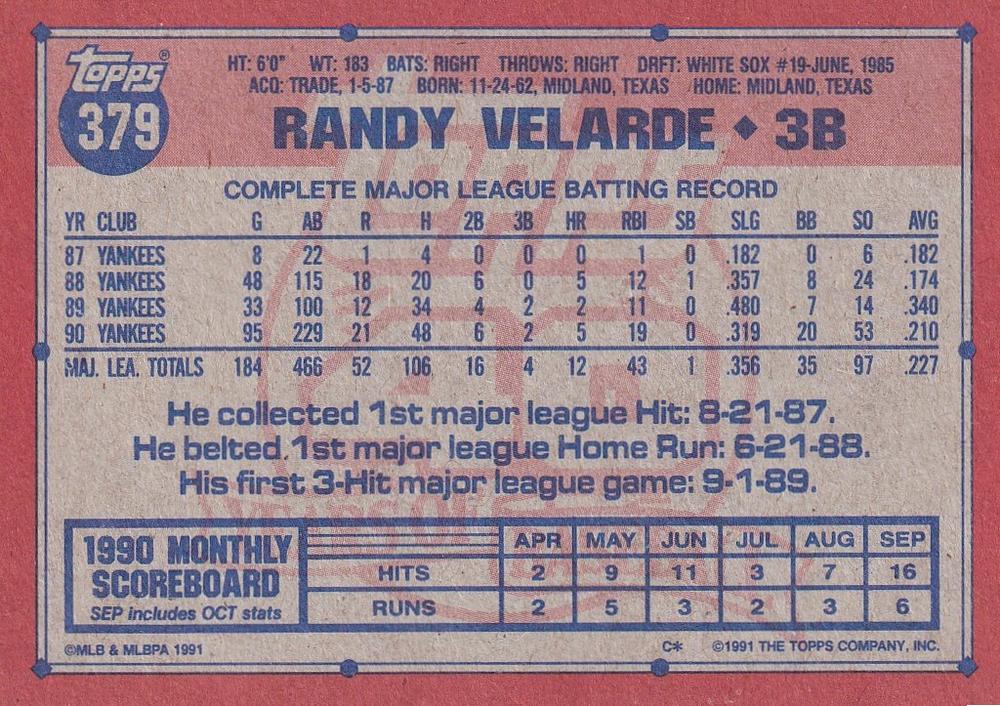 topps®
379
HT: 6'0" WT: 183 BATS: RIGHT THROWS: RIGHT DRFT: WHITE SOX #19-JUNE, 1985
ACQ: TRADE, 1-5-87 BORN: 11-24-62, MIDLAND, TEXAS HOME: MIDLAND, TEXAS
RANDY VELARDE ◆ 3B
COMPLETE MAJOR LEAGUE BATTING RECORD
YR CLUB G AB R H 2B 3B HR RBI SB SLG BB SO AVG
87 YANKEES 8 22 1 4 0 0 0 1 0 .182 0 6 .182
88 YANKEES 48 115 18 20 6 0 5 12 1 .357 8 24 .174
89 YANKEES 33 100 12 34 4 2 2 11 0 .480 7 14 .340
90 YANKEES 95 229 21 48 6 2 5 19 0 .319 20 53 .210
MAJ. LEA. TOTALS 184 466 52 106 16 4 12 43 1 .356 35 97 .227
He collected 1st major league Hit: 8-21-87.
He belted 1st major league Home Run: 6-21-88.
His first 3-Hit major league game: 9-1-89.
1990 MONTHLY SCOREBOARD
SEP includes OCT stats
APR MAY JUN JUL AUG SEP
HITS 2 9 11 3 7 16
RUNS 2 5 3 2 3 6
©MLB & MLBPA 1991 C* ©1991 THE TOPPS COMPANY, INC.